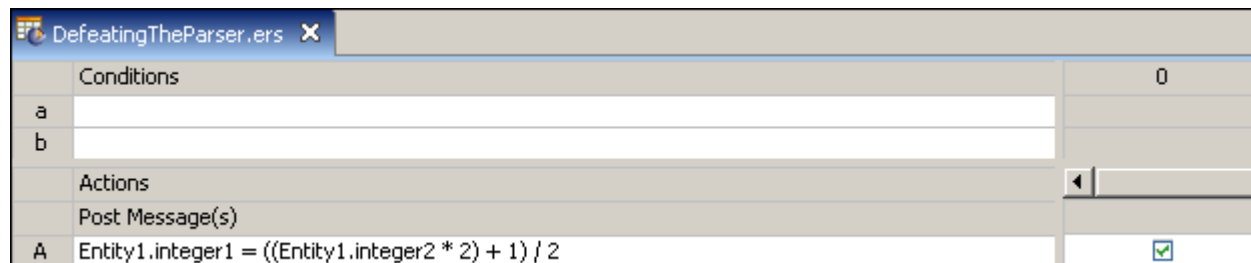 DefeatingTheParser.ers
Conditions 0
a
b
Actions
Post Message(s)
A Entity1.integer1 = ((Entity1.integer2 * 2) + 1) / 2